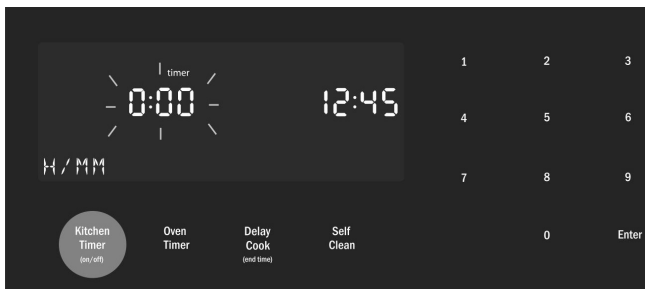 timer
0:00
12:45
H/MM
1 2 3
4 5 6
7 8 9
0 Enter
Kitchen
Timer
(on/off)
Oven
Timer
Delay
Cook
(end time)
Self
Clean